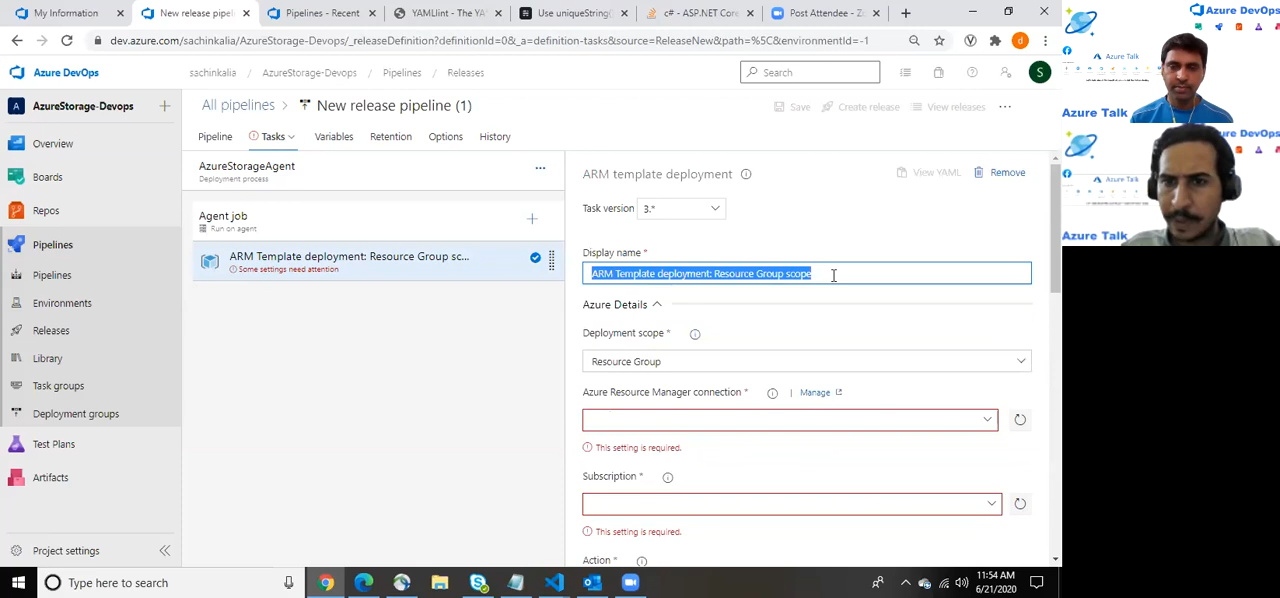 My Information
New release pipeline
Pipelines - Recent
YAMLlint - The YA
Use uniqueString(
c# - ASP.NET Core
Post Attendee - Zo
dev.azure.com/sachinkalia/AzureStorage-Devops/_releaseDefinition?definitionId=0&_a=definition-tasks&source=ReleaseNew&path=%5C&environmentId=-1
d
Azure DevOps
sachinkalia / AzureStorage-Devops / Pipelines / Releases
Search
S
A AzureStorage-Devops
Overview
Boards
Repos
Pipelines
Pipelines
Environments
Releases
Library
Task groups
Deployment groups
Test Plans
Artifacts
Project settings
All pipelines > New release pipeline (1)
Save
Create release
View releases
Pipeline
Tasks
Variables
Retention
Options
History
AzureStorageAgent
Deployment process
Agent job
Run on agent
ARM Template deployment: Resource Group sc...
Some settings need attention
ARM template deployment
View YAML
Remove
Task version 3.*
Display name *
ARM Template deployment: Resource Group scope
Azure Details
Deployment scope *
Resource Group
Azure Resource Manager connection *
| Manage
This setting is required.
Subscription *
This setting is required.
Action *
Type here to search
11:54 AM
6/21/2020
Azure DevOps
Azure Talk
Azure Talk
Azure Talk
Azure Talk